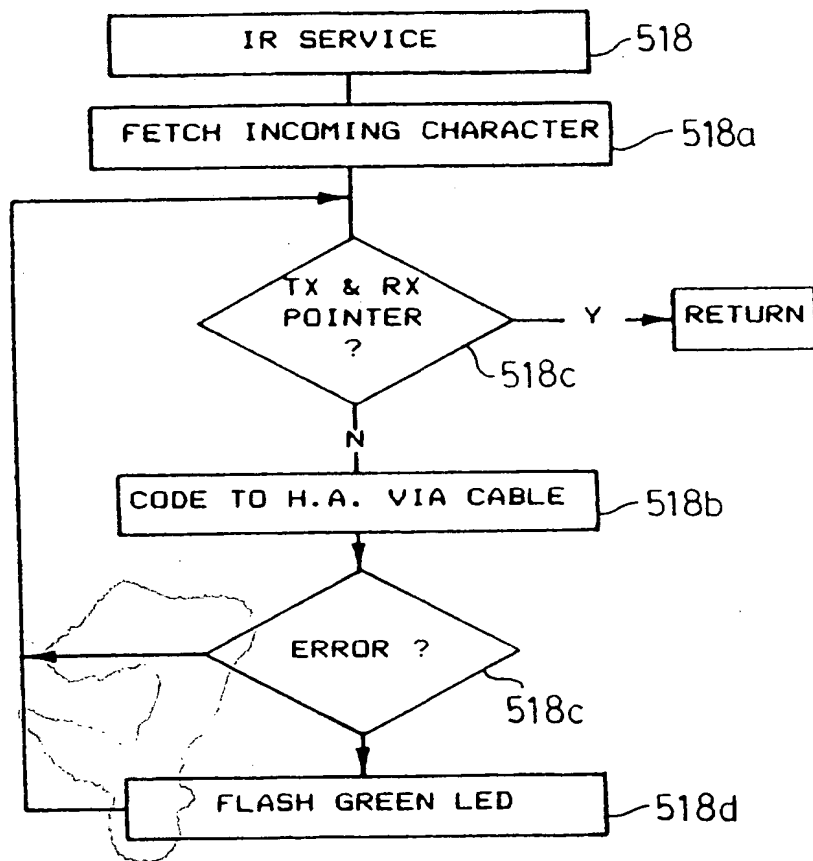 IR SERVICE
518
FETCH INCOMING CHARACTER
518a
TX & RX
POINTER
?
Y
RETURN
518c
N
CODE TO H.A. VIA CABLE
518b
ERROR ?
518c
FLASH GREEN LED
518d